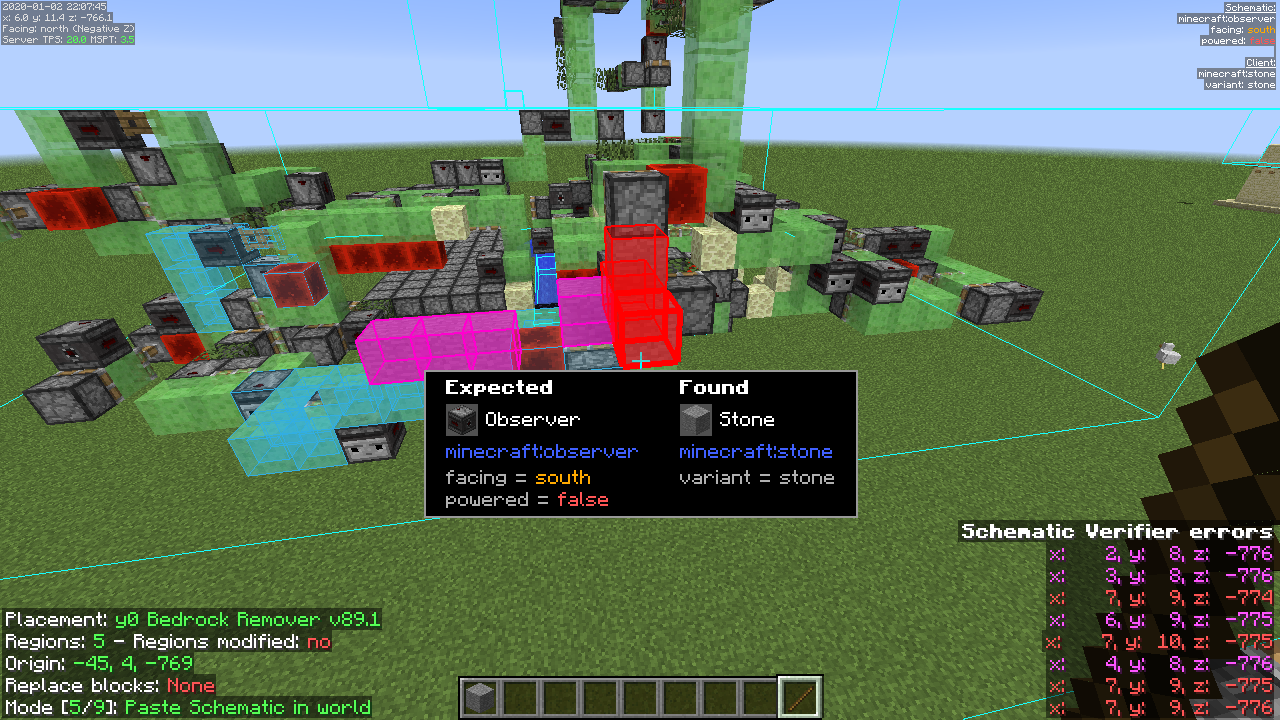 2020-01-02 22:07:45
x: 6.0 y: 11.4 z: -766.1
Facing: north (Negative Z)
Server TPS: 20.0 MSPT: 3.5
Schematic:
minecraft:observer
facing: south
powered:
Client:
minecraft:stone
variant: stone
Expected Found
Observer Stone
minecraft:observer minecraft:stone
facing = south variant = stone
powered = false
Schematic Verifier errors
x: 2, y: 8, z: -776
x: 3, y: 8, z: -776
x: 7, y: 9, z: -774
x: 6, y: 9, z: -775
x: 7, y: 10, z: -775
x: 4, y: 8, z: -776
x: 7, y: 9, z: -775
x: 7, y: 9, z: -776
Placement: y0 Bedrock Remover v89.1
Regions: 5 - Regions modified: no
Origin: -45, 4, -769
Replace blocks: None
Mode [5/9]: Paste Schematic in world